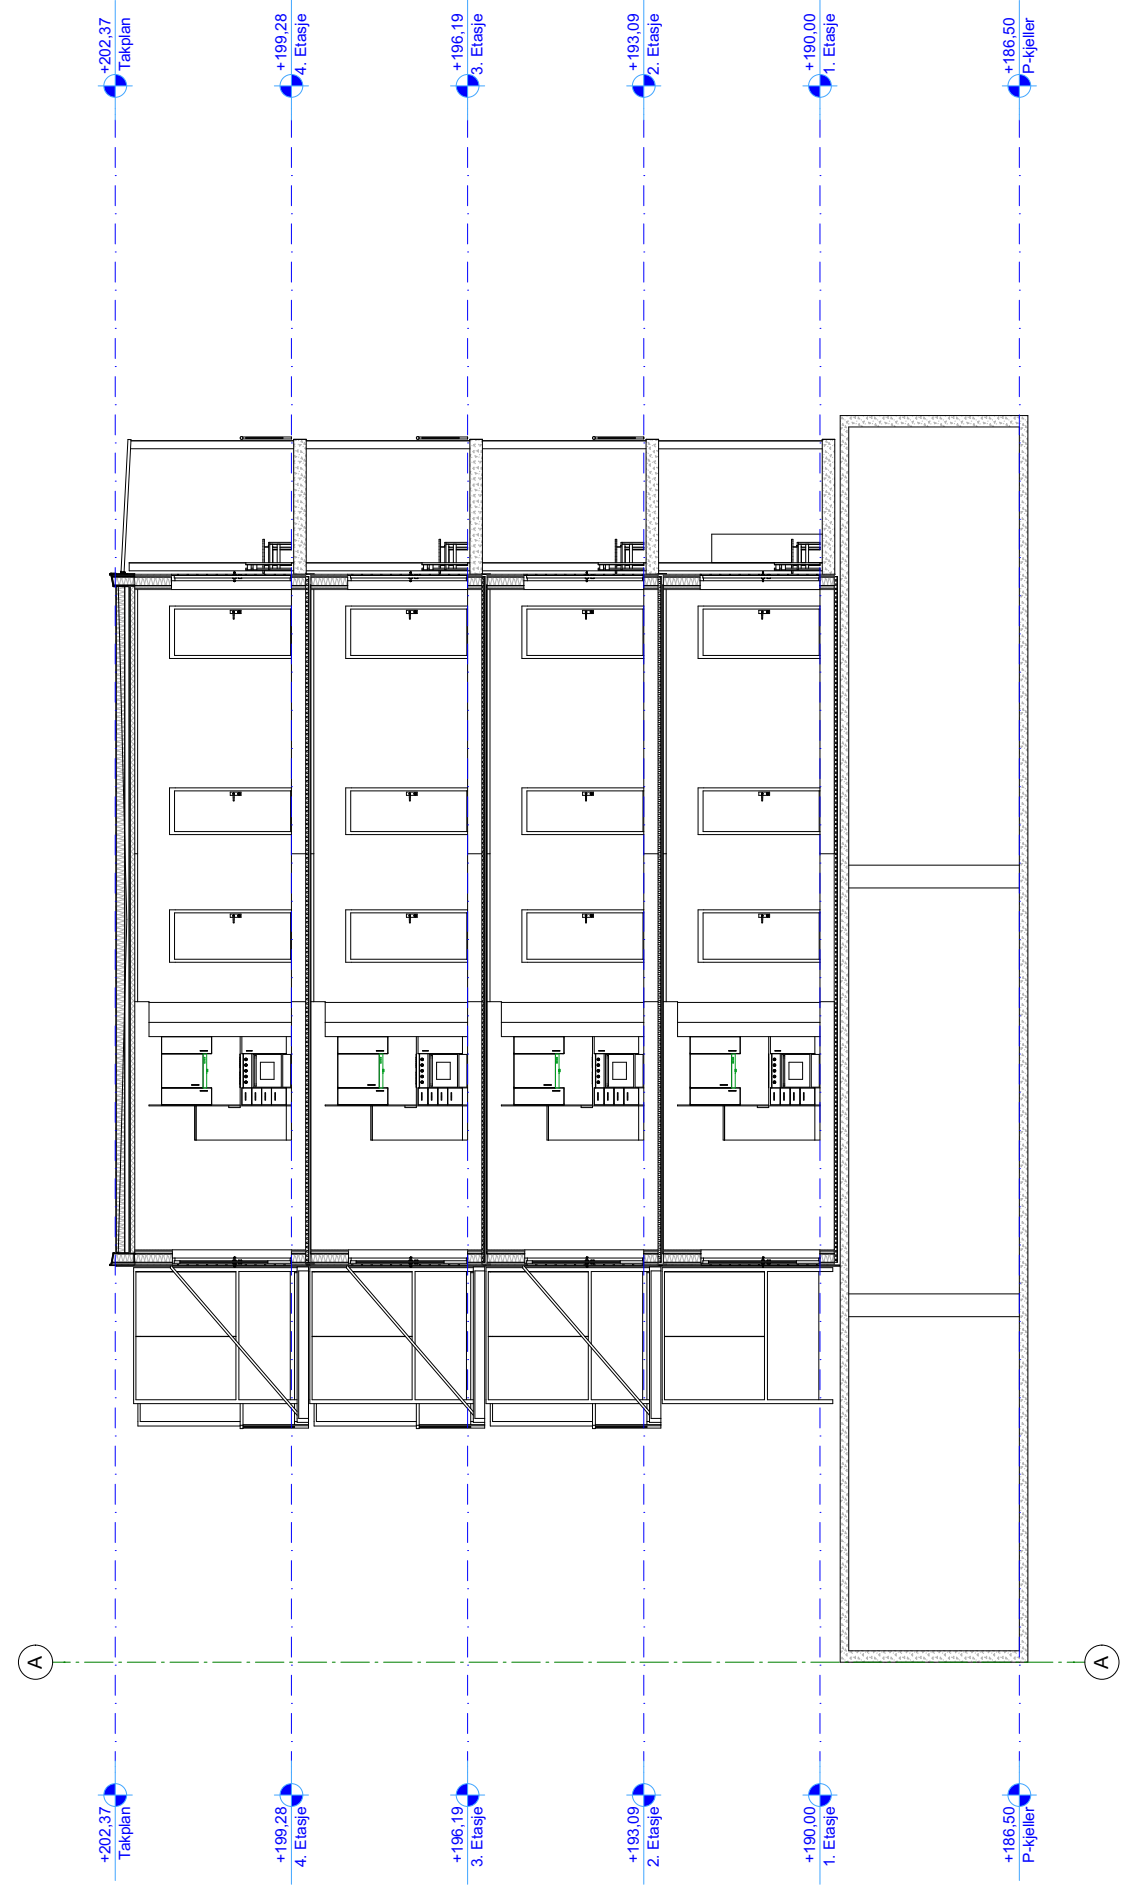 +202,37
Takplan
+199,28
4. Etasje
+196,19
3. Etasje
+193,09
2. Etasje
+190,00
1. Etasje
+186,50
P-kjeller
A
A
+202,37
Takplan
+199,28
4. Etasje
+196,19
3. Etasje
+193,09
2. Etasje
+190,00
1. Etasje
+186,50
P-kjeller